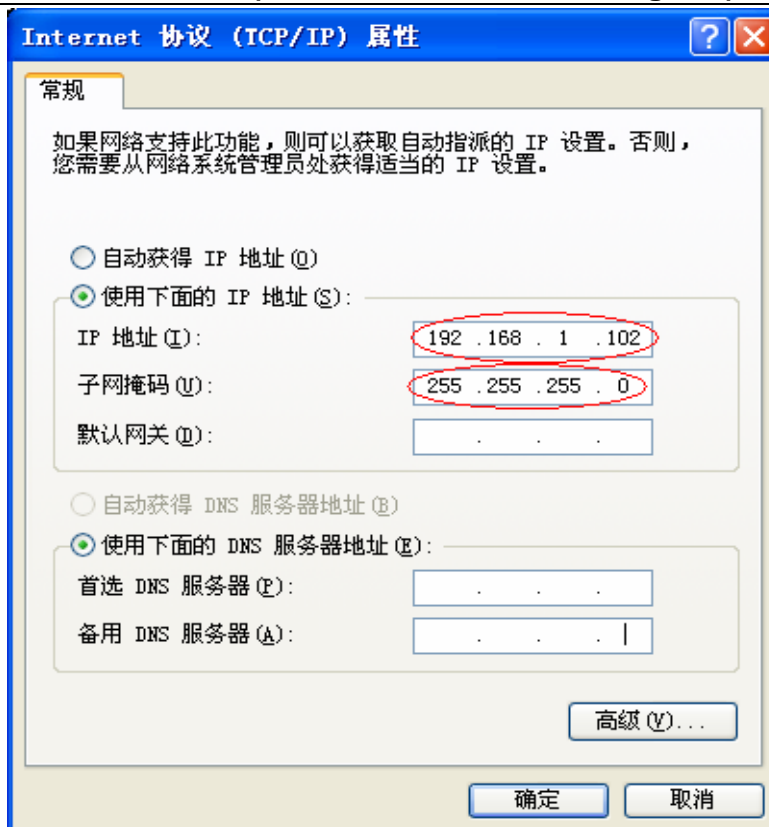 Internet 协议 (TCP/IP) 属性
常规
如果网络支持此功能，则可以获取自动指派的 IP 设置。否则，
您需要从网络系统管理员处获得适当的 IP 设置。
自动获得 IP 地址(O)
使用下面的 IP 地址(S):
IP 地址(I): 192 .168 . 1 .102
子网掩码(U): 255 .255 .255 . 0
默认网关(D): . . .
自动获得 DNS 服务器地址(B)
使用下面的 DNS 服务器地址(E):
首选 DNS 服务器(P): . . .
备用 DNS 服务器(A): . . .
高级(V)...
确定 取消